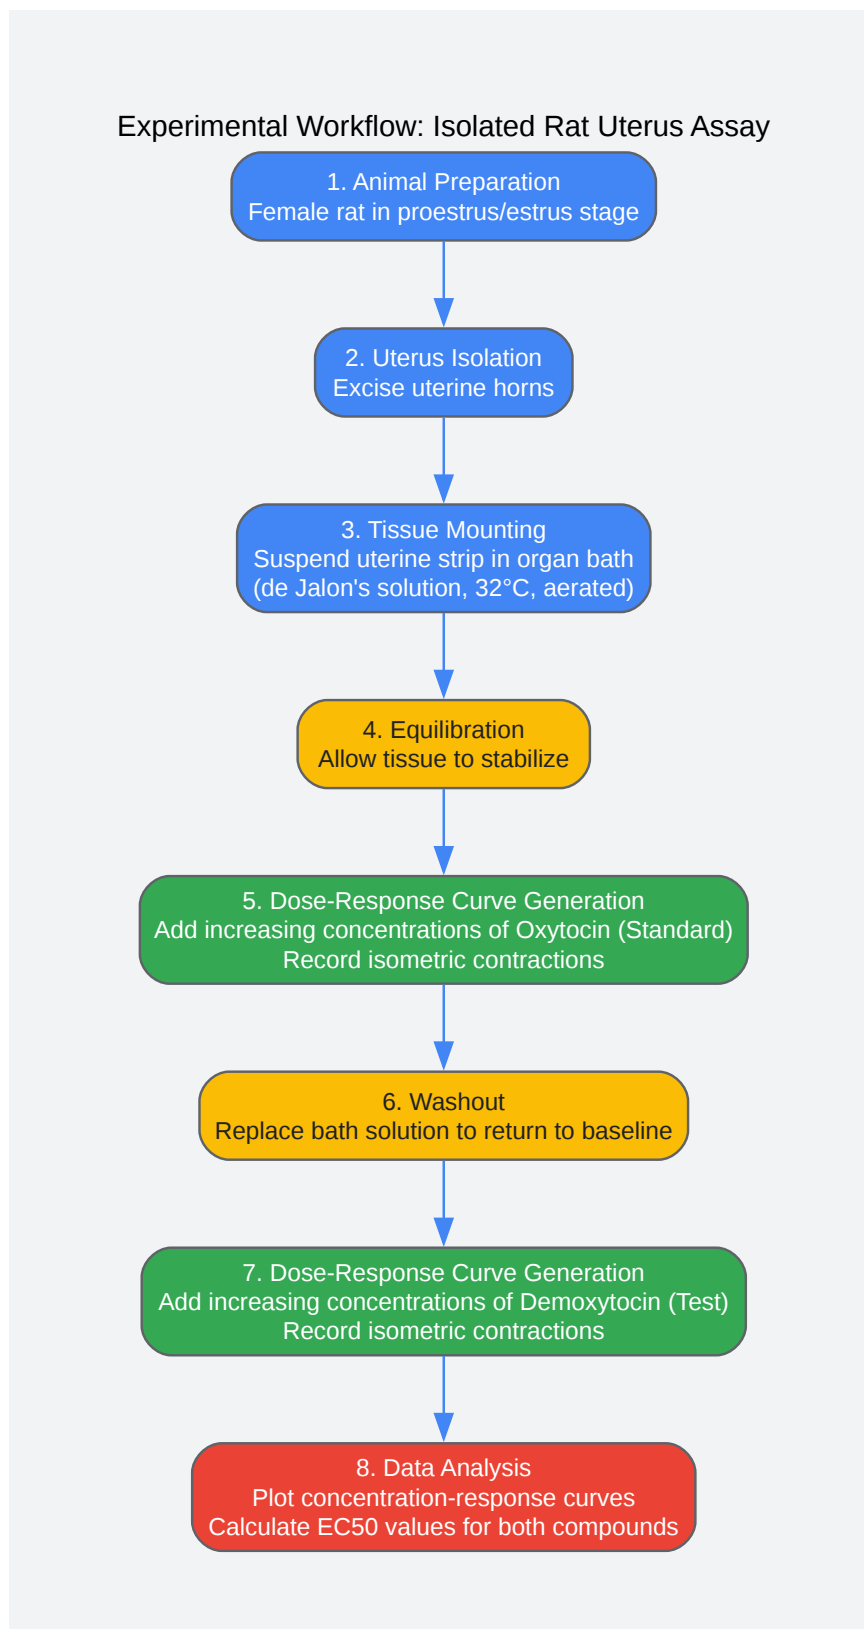 Experimental Workflow: Isolated Rat Uterus Assay
1. Animal Preparation
Female rat in proestrus/estrus stage
2. Uterus Isolation
Excise uterine horns
3. Tissue Mounting
Suspend uterine strip in organ bath
(de Jalon's solution, 32°C, aerated)
4. Equilibration
Allow tissue to stabilize
5. Dose-Response Curve Generation
Add increasing concentrations of Oxytocin (Standard)
Record isometric contractions
6. Washout
Replace bath solution to return to baseline
7. Dose-Response Curve Generation
Add increasing concentrations of Demoxytocin (Test)
Record isometric contractions
8. Data Analysis
Plot concentration-response curves
Calculate EC50 values for both compounds